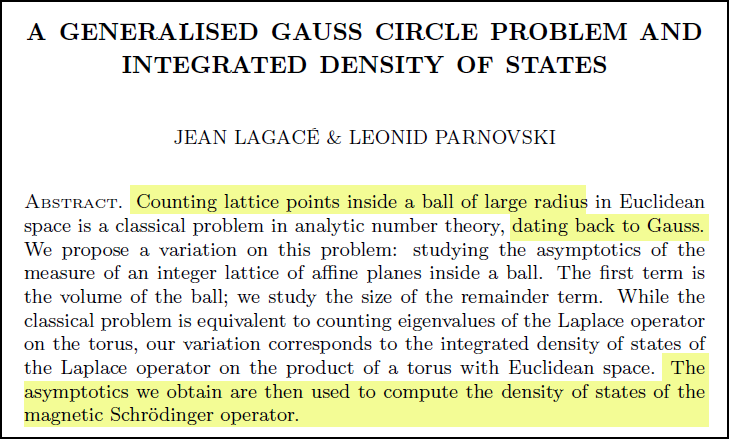 A GENERALISED GAUSS CIRCLE PROBLEM AND
INTEGRATED DENSITY OF STATES
JEAN LAGACÉ & LEONID PARNOVSKI
ABSTRACT. Counting lattice points inside a ball of large radius in Euclidean
space is a classical problem in analytic number theory, dating back to Gauss.
We propose a variation on this problem: studying the asymptotics of the
measure of an integer lattice of affine planes inside a ball. The first term is
the volume of the ball; we study the size of the remainder term. While the
classical problem is equivalent to counting eigenvalues of the Laplace operator
on the torus, our variation corresponds to the integrated density of states of
the Laplace operator on the product of a torus with Euclidean space. The
asymptotics we obtain are then used to compute the density of states of the
magnetic Schrödinger operator.